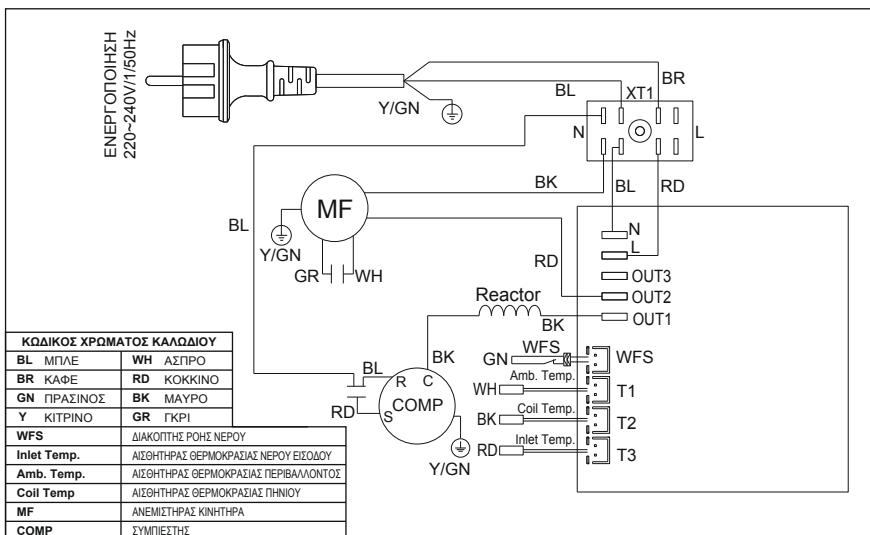 ΕΝΕΡΓΟΠΟΙΗΣΗ
220~240V/1/50Hz
BL
BR
XT1
Y/GN
N
L
BK
BL
RD
MF
BL
Y/GN
N
L
RD
OUT3
GR
WH
OUT2
Reactor
OUT1
BK
WFS
WFS
GN
BK
BL
Amb. Temp.
T1
WH
R
C
COMP
S
RD
Coil Temp.
T2
BK
Inlet Temp.
T3
RD
Y/GN
ΚΩΔΙΚΟΣ ΧΡΩΜΑΤΟΣ ΚΑΛΩΔΙΟΥ
BL ΜΠΛΕ WH ΑΣΠΡΟ
BR ΚΑΦΕ RD ΚΟΚΚΙΝΟ
GN ΠΡΑΣΙΝΟΣ BK ΜΑΥΡΟ
Y ΚΙΤΡΙΝΟ GR ΓΚΡΙ
WFS ΔΙΑΚΟΠΤΗΣ ΡΟΗΣ ΝΕΡΟΥ
Inlet Temp. ΑΙΣΘΗΤΗΡΑΣ ΘΕΡΜΟΚΡΑΣΙΑΣ ΝΕΡΟΥ ΕΙΣΟΔΟΥ
Amb. Temp. ΑΙΣΘΗΤΗΡΑΣ ΘΕΡΜΟΚΡΑΣΙΑΣ ΠΕΡΙΒΑΛΛΟΝΤΟΣ
Coil Temp ΑΙΣΘΗΤΗΡΑΣ ΘΕΡΜΟΚΡΑΣΙΑΣ ΠΗΝΙΟΥ
MF ΑΝΕΜΙΣΤΗΡΑΣ ΚΙΝΗΤΗΡΑ
COMP ΣΥΜΠΙΕΣΤΗΣ